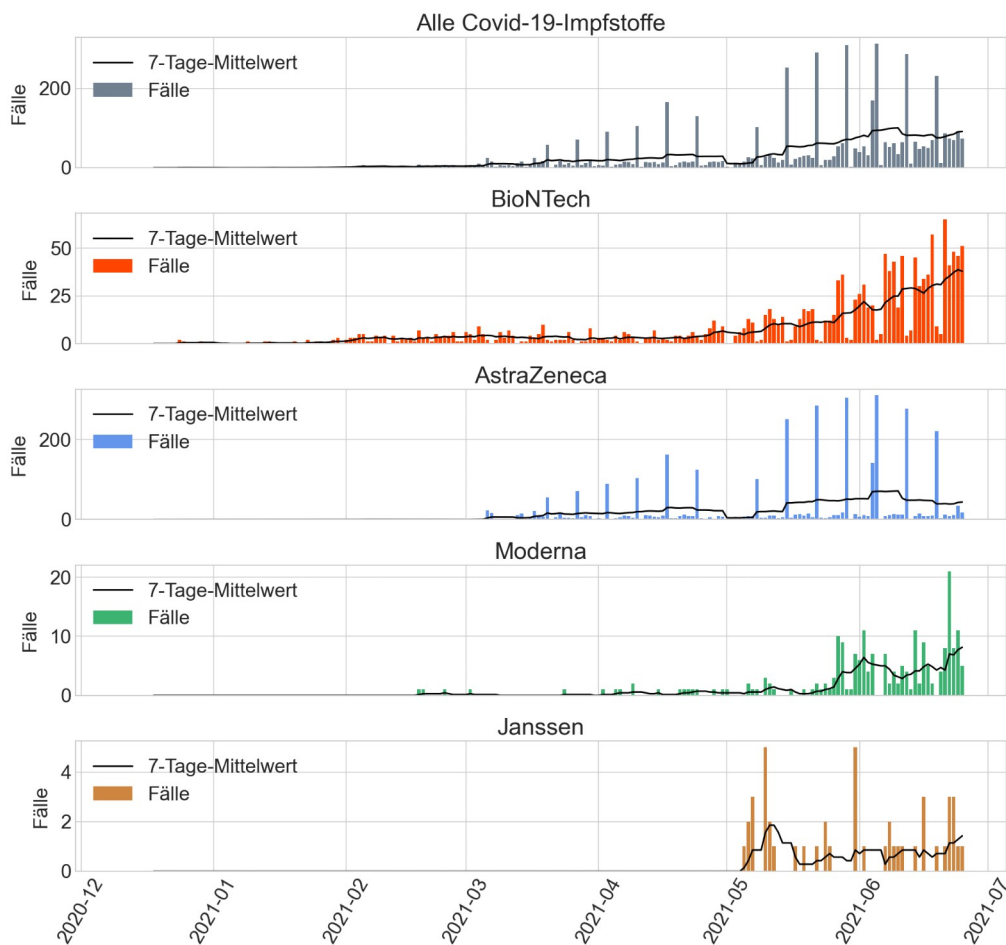 Alle Covid-19-Impfstoffe
Fälle
200
0
7-Tage-Mittelwert
Fälle
BioNTech
Fälle
50
25
0
7-Tage-Mittelwert
Fälle
AstraZeneca
Fälle
200
0
7-Tage-Mittelwert
Fälle
Moderna
Fälle
20
10
0
7-Tage-Mittelwert
Fälle
Janssen
Fälle
4
2
0
7-Tage-Mittelwert
Fälle
2020-12
2021-01
2021-02
2021-03
2021-04
2021-05
2021-06
2021-07